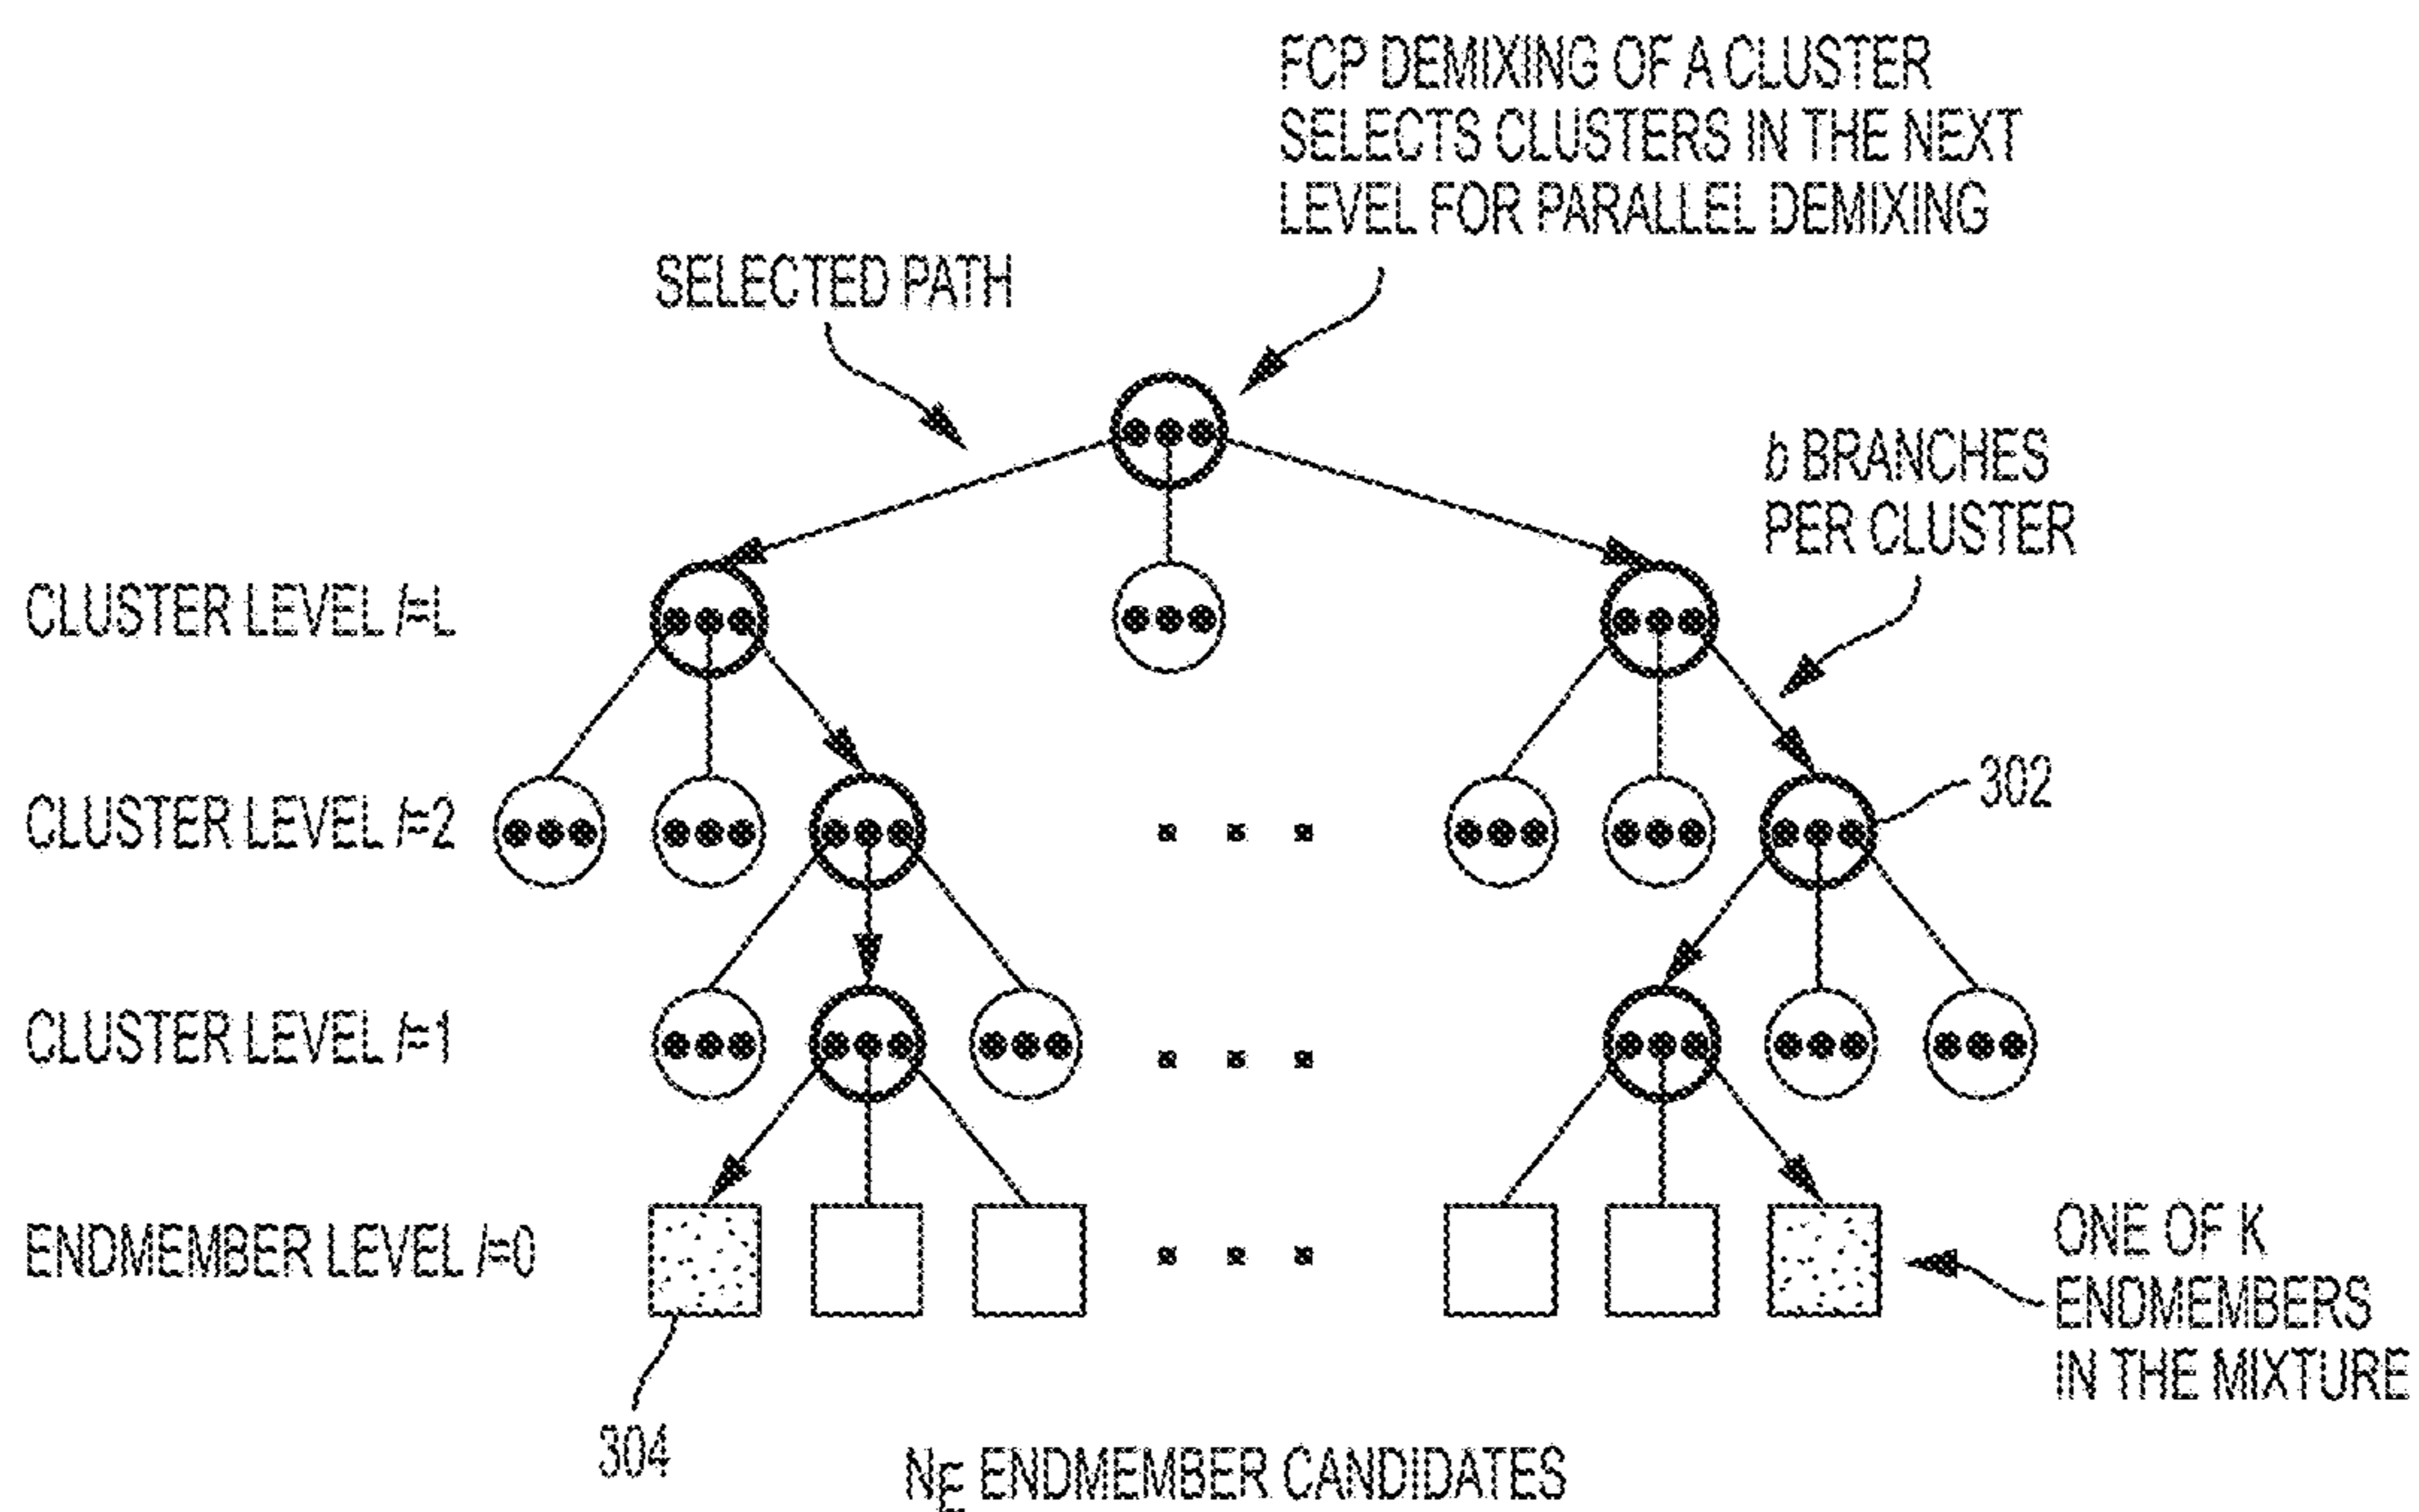 FCP DEMIXING OF A CLUSTER
SELECTS CLUSTERS IN THE NEXT
LEVEL FOR PARALLEL DEMIXING
SELECTED PATH
b BRANCHES
PER CLUSTER
CLUSTER LEVEL l=L
CLUSTER LEVEL l=2
302
CLUSTER LEVEL l=1
ENDMEMBER LEVEL l=0
ONE OF K
ENDMEMBERS
IN THE MIXTURE
304
NE ENDMEMBER CANDIDATES